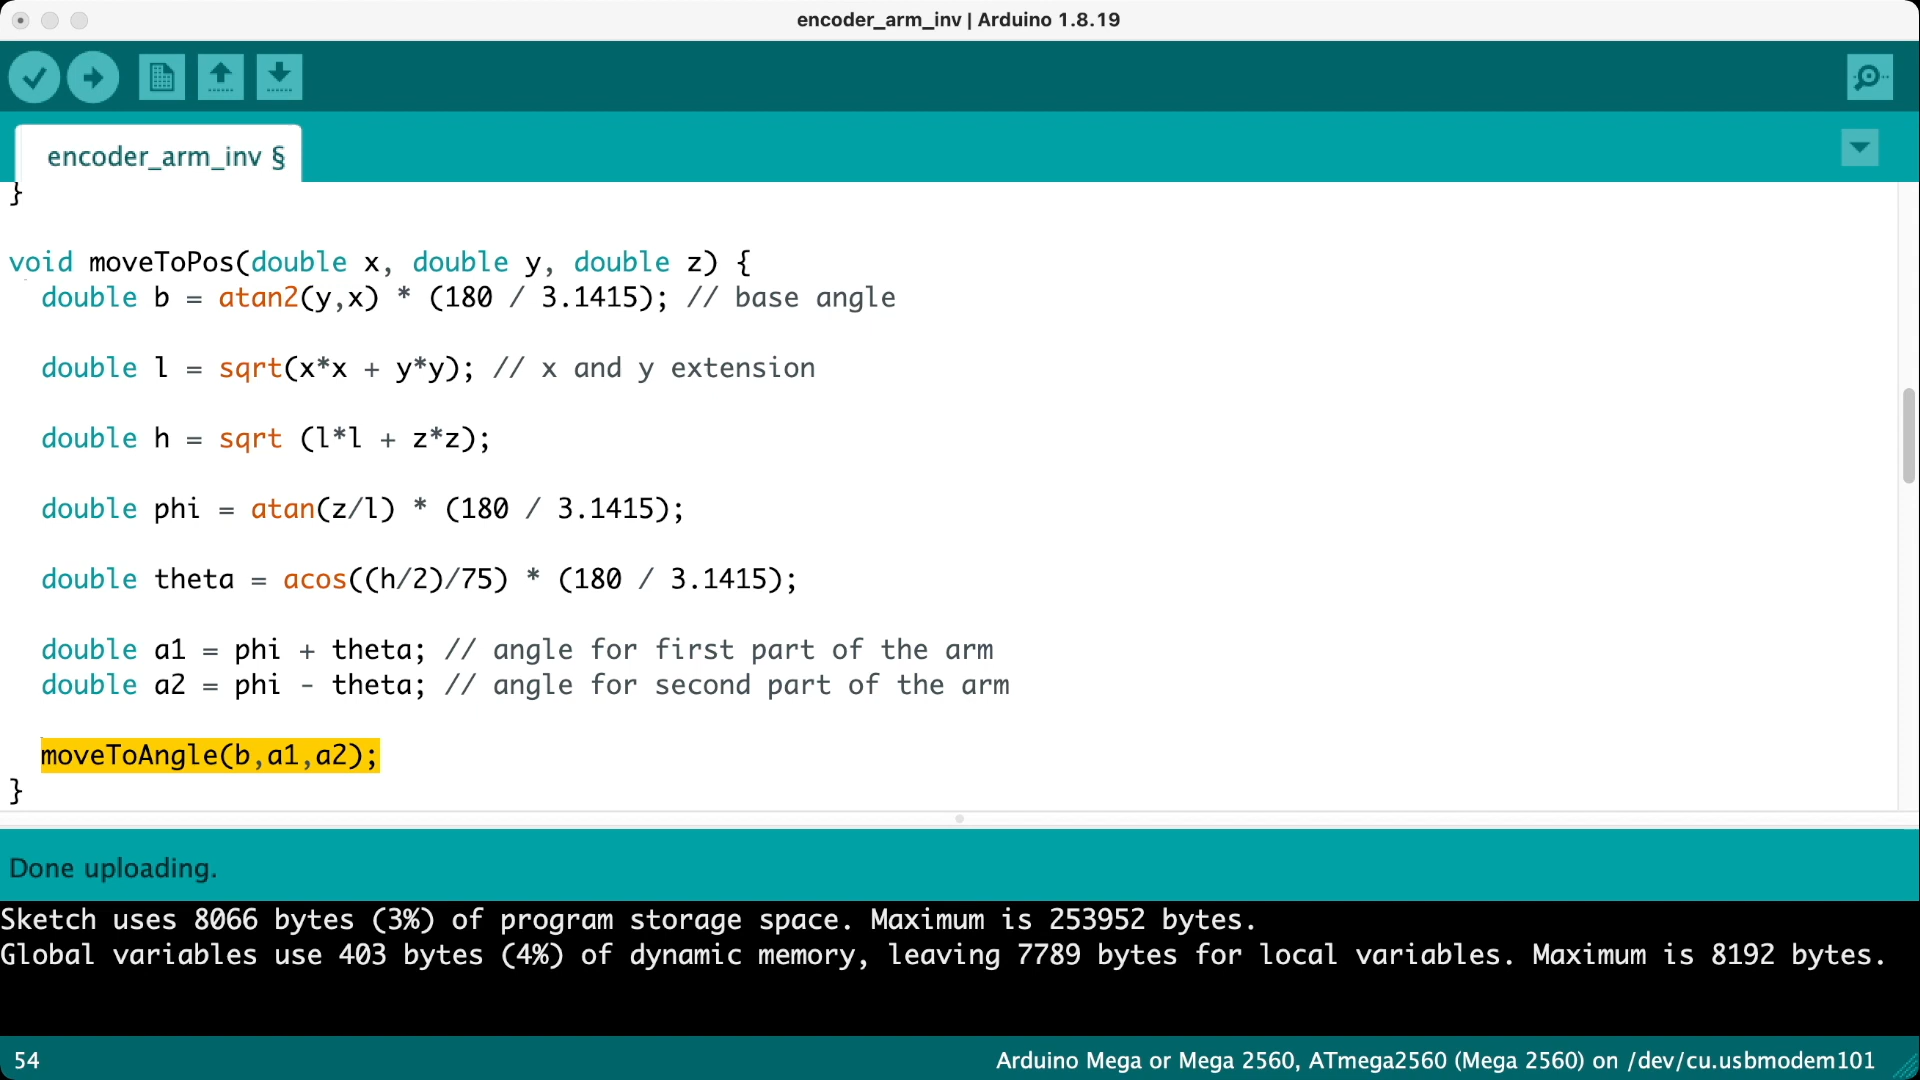 encoder_arm_inv | Arduino 1.8.19
encoder_arm_inv §
}
void moveToPos(double x, double y, double z) {
double b = atan2(y,x) * (180 / 3.1415); // base angle
double l = sqrt(x*x + y*y); // x and y extension
double h = sqrt (l*l + z*z);
double phi = atan(z/l) * (180 / 3.1415);
double theta = acos((h/2)/75) * (180 / 3.1415);
double a1 = phi + theta; // angle for first part of the arm
double a2 = phi - theta; // angle for second part of the arm
moveToAngle(b,a1,a2);
}
Done uploading.
Sketch uses 8066 bytes (3%) of program storage space. Maximum is 253952 bytes.
Global variables use 403 bytes (4%) of dynamic memory, leaving 7789 bytes for local variables. Maximum is 8192 bytes.
54
Arduino Mega or Mega 2560, ATmega2560 (Mega 2560) on /dev/cu.usbmodem101